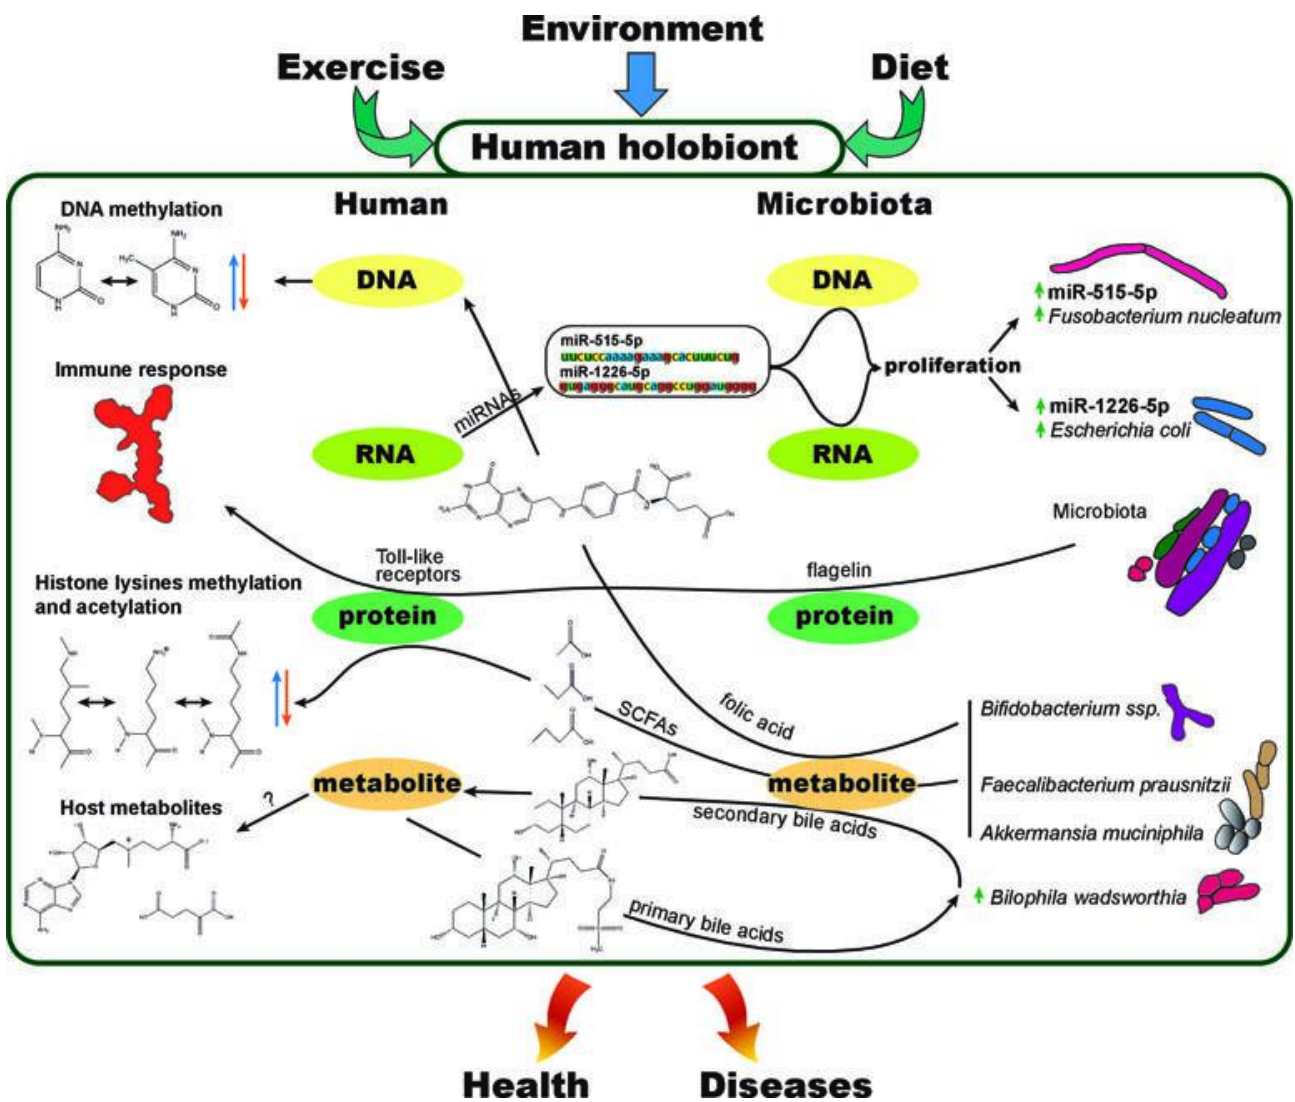 Environment
Exercise
Diet
Human holobiont
DNA methylation
Human
Microbiota
DNA
DNA
miR-515-5p
Fusobacterium nucleatum
miR-515-5p
uucuccaaaagaaagcacuuucug
miR-1226-5p
gugagggcaugcaggccuggaugggg
proliferation
Immune response
miRNAs
miR-1226-5p
Escherichia coli
RNA
RNA
Microbiota
Toll-like
receptors
flagelin
Histone lysines methylation
and acetylation
protein
protein
SCFAs
folic acid
Bifidobacterium ssp.
metabolite
metabolite
Faecalibacterium prausnitzii
Host metabolites
?
secondary bile acids
Akkermansia muciniphila
Bilophila wadsworthia
primary bile acids
Health
Diseases